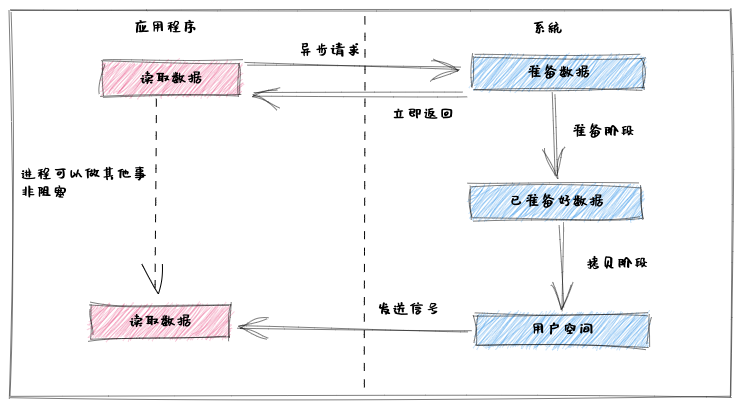 应用程序
系统
异步请求
读取数据
准备数据
立即返回
准备阶段
进程可以做其他事
非阻塞
已准备好数据
拷贝阶段
发送信号
读取数据
用户空间